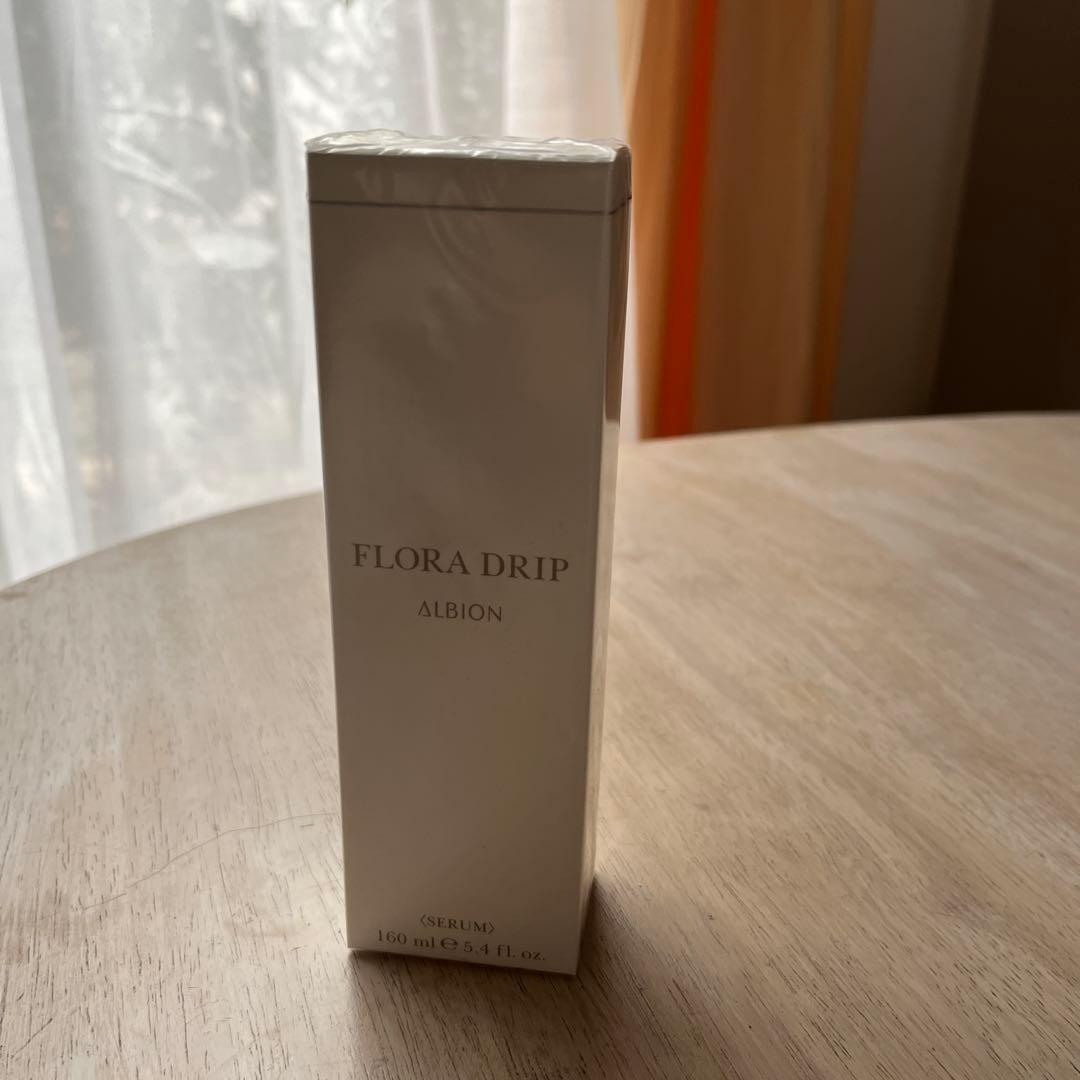 FLORA DRIP
ALBION
〈SERUM〉
160 ml ℮ 5.4 fl. oz.